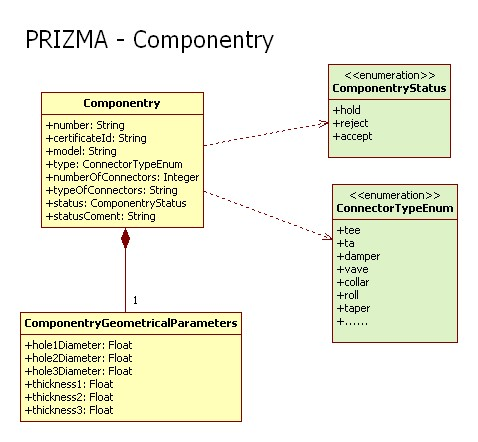 PRIZMA - Componentry
Componentry
+number: String
+certificateId: String
+model: String
+type: ConnectorTypeEnum
+numberOfConnectors: Integer
+typeOfConnectors: String
+status: ComponentryStatus
+statusComent: String
<<enumeration>>
ComponentryStatus
+hold
+reject
+accept
<<enumeration>>
ConnectorTypeEnum
+tee
+ta
+damper
+vave
+collar
+roll
+taper
+......
1
ComponentryGeometricalParameters
+hole1Diameter: Float
+hole2Diameter: Float
+hole3Diameter: Float
+thickness1: Float
+thickness2: Float
+thickness3: Float